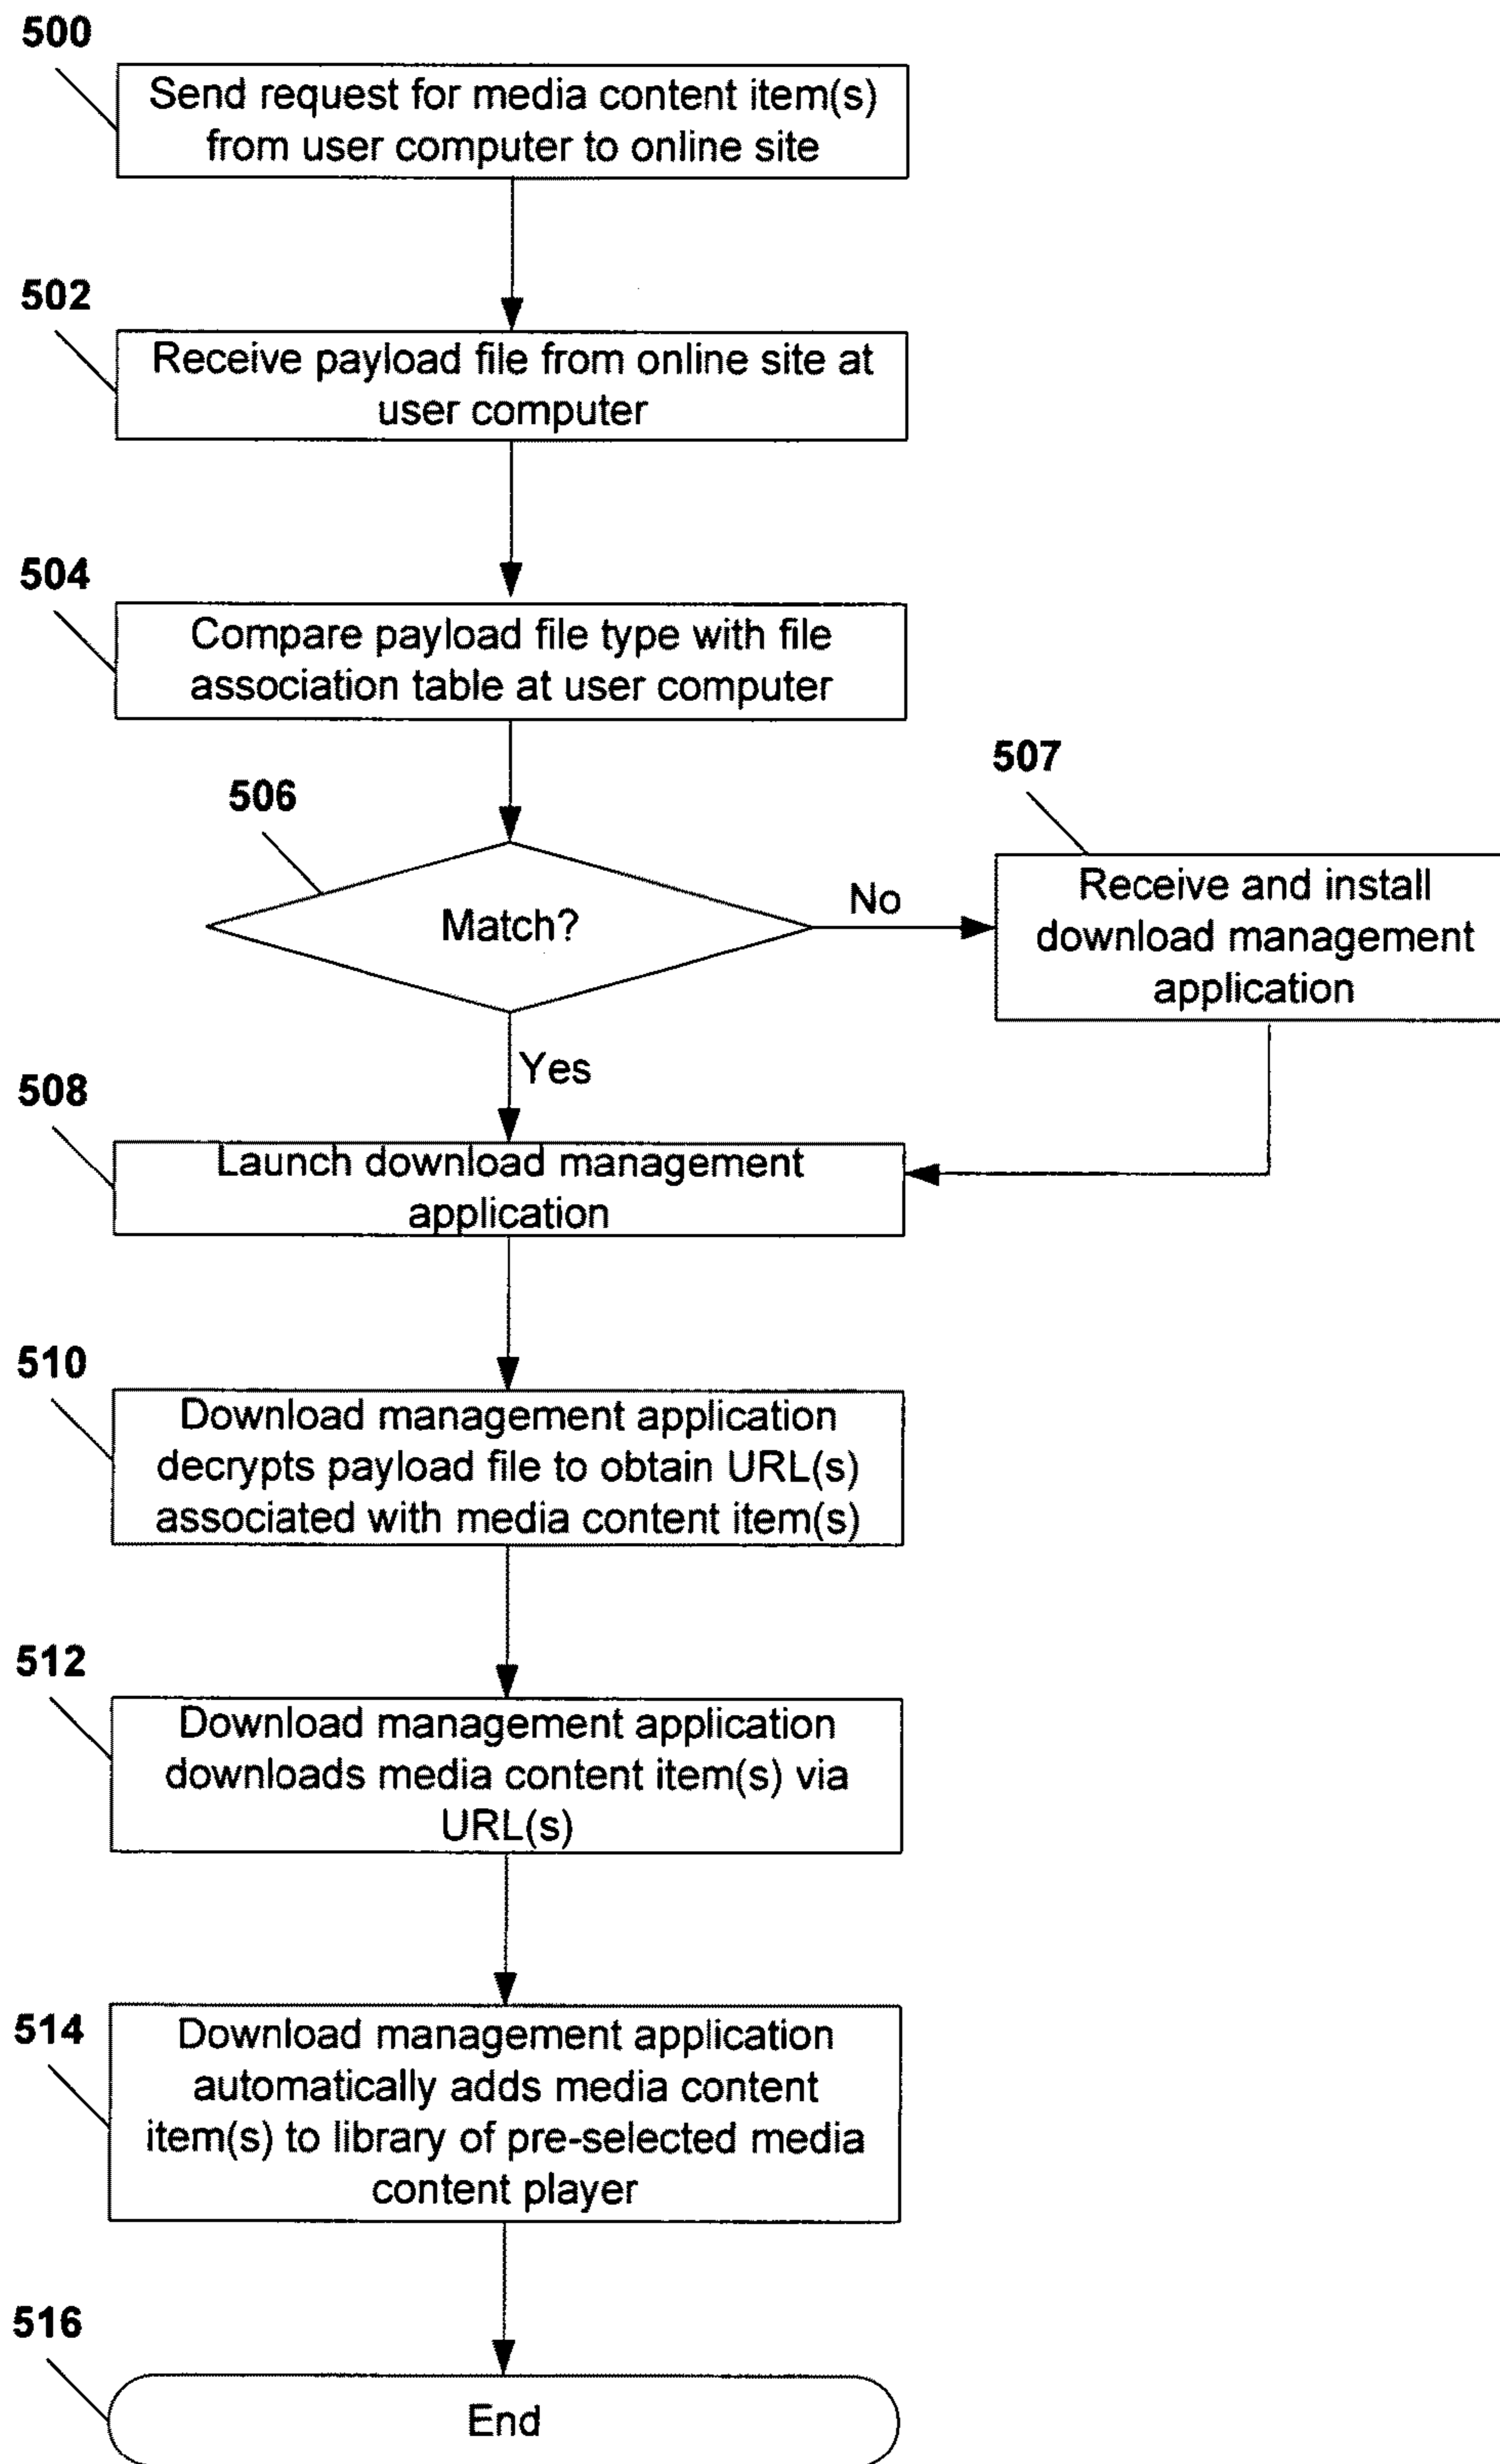 500
Send request for media content item(s)
from user computer to online site
502
Receive payload file from online site at
user computer
504
Compare payload file type with file
association table at user computer
506
Match?
No
507
Receive and install
download management
application
Yes
508
Launch download management
application
510
Download management application
decrypts payload file to obtain URL(s)
associated with media content item(s)
512
Download management application
downloads media content item(s) via
URL(s)
514
Download management application
automatically adds media content
item(s) to library of pre-selected media
content player
516
End